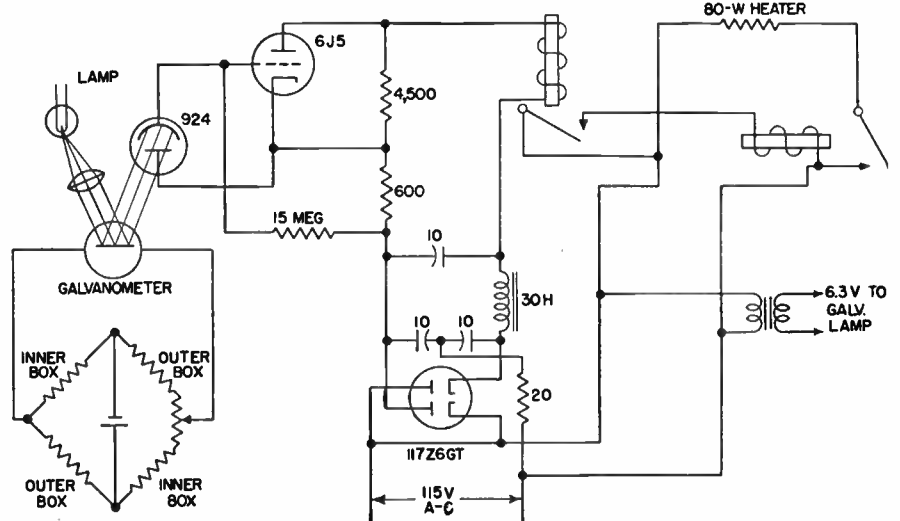 80-W HEATER
6J5
LAMP
924
4,500
600
15 MEG
10
30H
GALVANOMETER
6.3 V TO
GALV.
LAMP
10 10
INNER
BOX
OUTER
BOX
20
117Z6GT
OUTER
BOX
INNER
BOX
115V
A-C